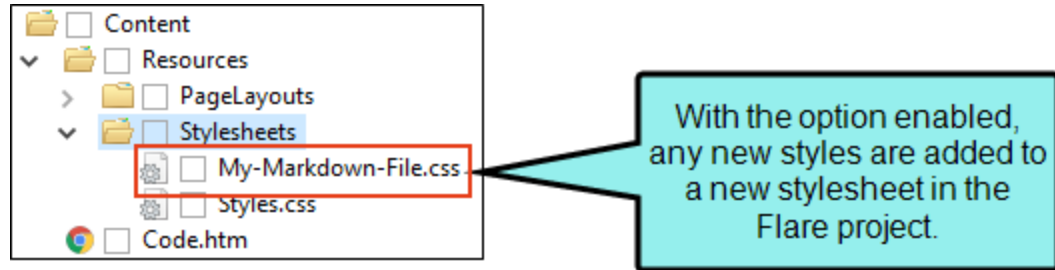 Content
Resources
PageLayouts
Stylesheets
My-Markdown-File.css
Styles.css
Code.htm
With the option enabled,
any new styles are added to
a new stylesheet in the
Flare project.